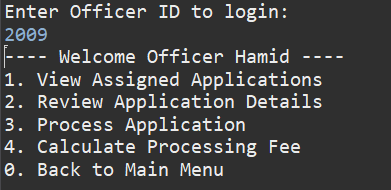 Enter Officer ID to login:
2009
---- Welcome Officer Hamid ----
1. View Assigned Applications
2. Review Application Details
3. Process Application
4. Calculate Processing Fee
0. Back to Main Menu